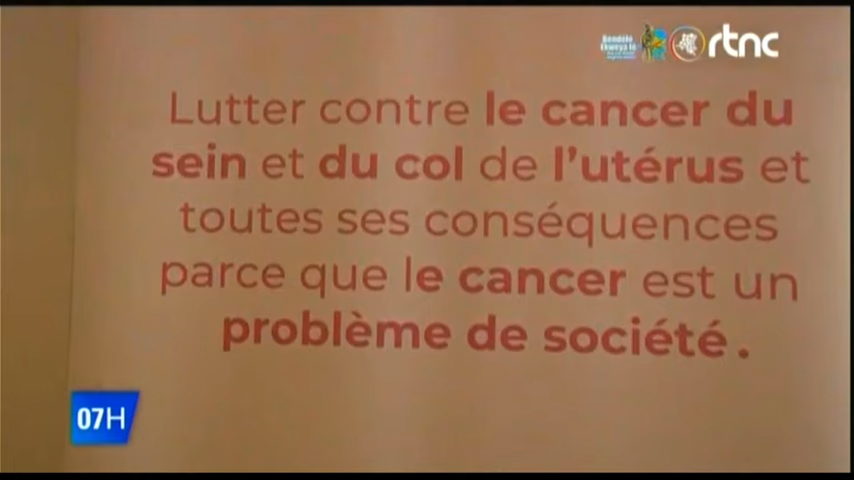 rtnc
Lutter contre le cancer du
sein et du col de l'utérus et
toutes ses conséquences
parce que le cancer est un
problème de société.
07H